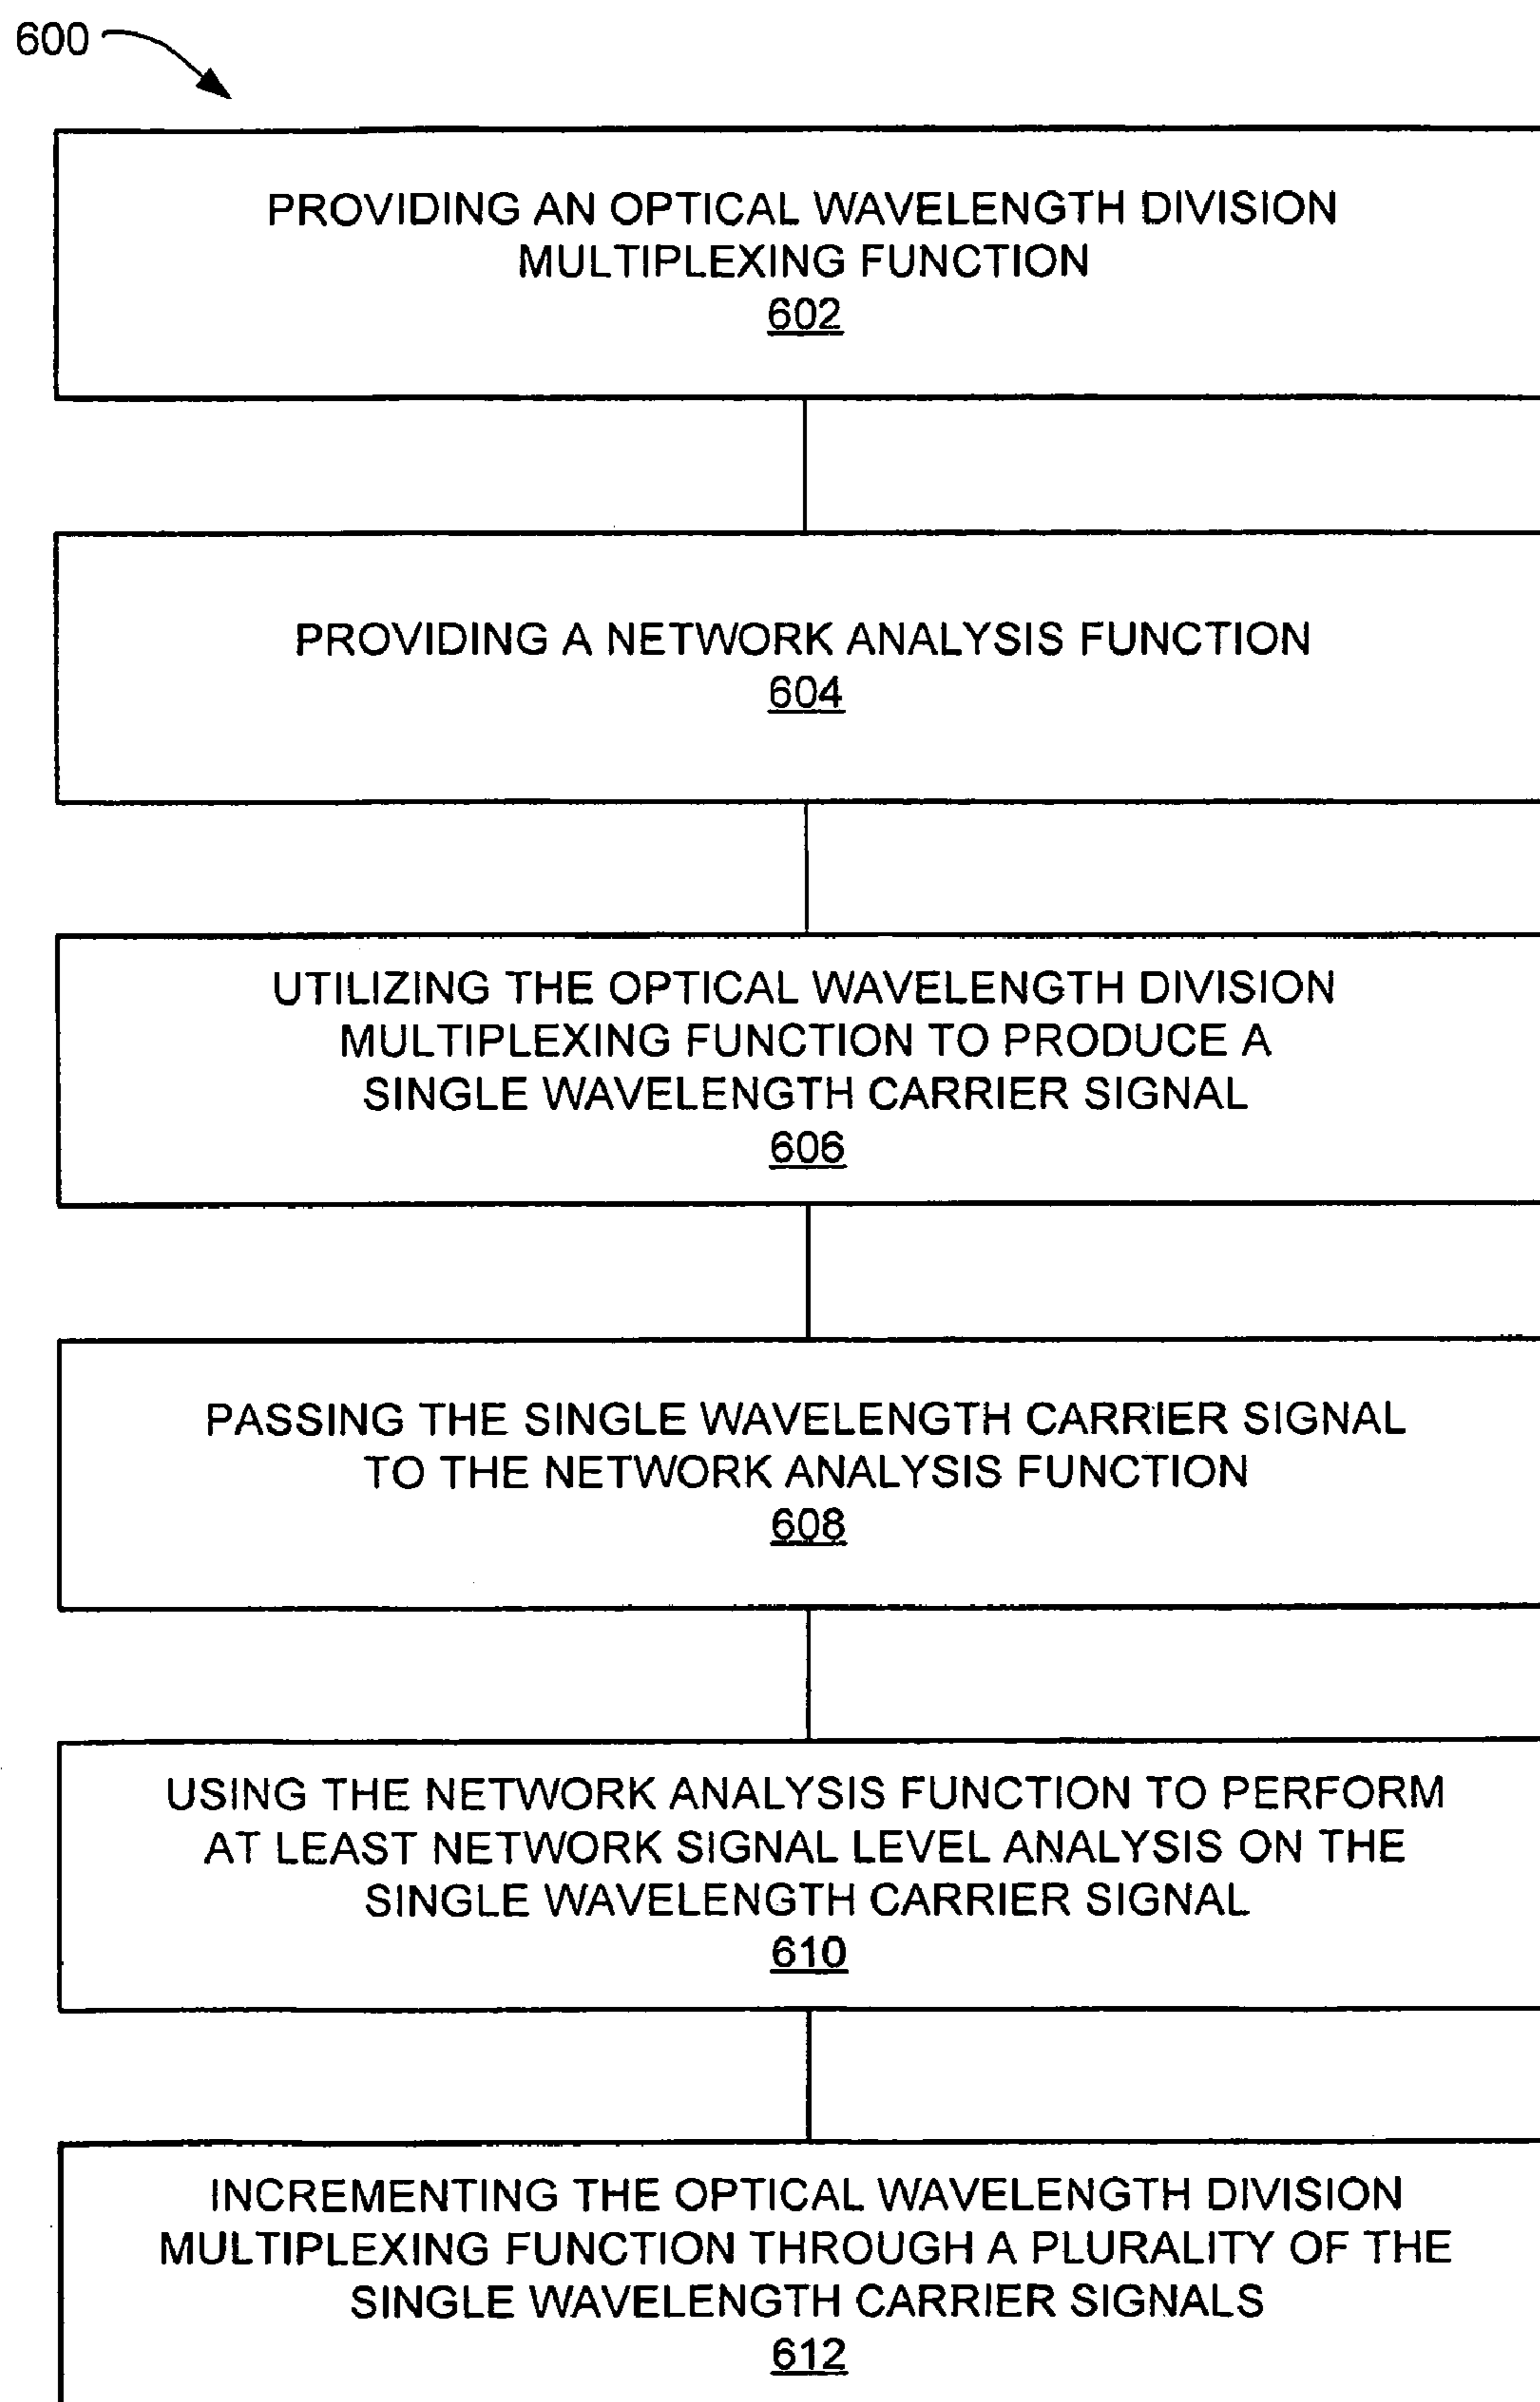 600
PROVIDING AN OPTICAL WAVELENGTH DIVISION
MULTIPLEXING FUNCTION
602
PROVIDING A NETWORK ANALYSIS FUNCTION
604
UTILIZING THE OPTICAL WAVELENGTH DIVISION
MULTIPLEXING FUNCTION TO PRODUCE A
SINGLE WAVELENGTH CARRIER SIGNAL
606
PASSING THE SINGLE WAVELENGTH CARRIER SIGNAL
TO THE NETWORK ANALYSIS FUNCTION
608
USING THE NETWORK ANALYSIS FUNCTION TO PERFORM
AT LEAST NETWORK SIGNAL LEVEL ANALYSIS ON THE
SINGLE WAVELENGTH CARRIER SIGNAL
610
INCREMENTING THE OPTICAL WAVELENGTH DIVISION
MULTIPLEXING FUNCTION THROUGH A PLURALITY OF THE
SINGLE WAVELENGTH CARRIER SIGNALS
612